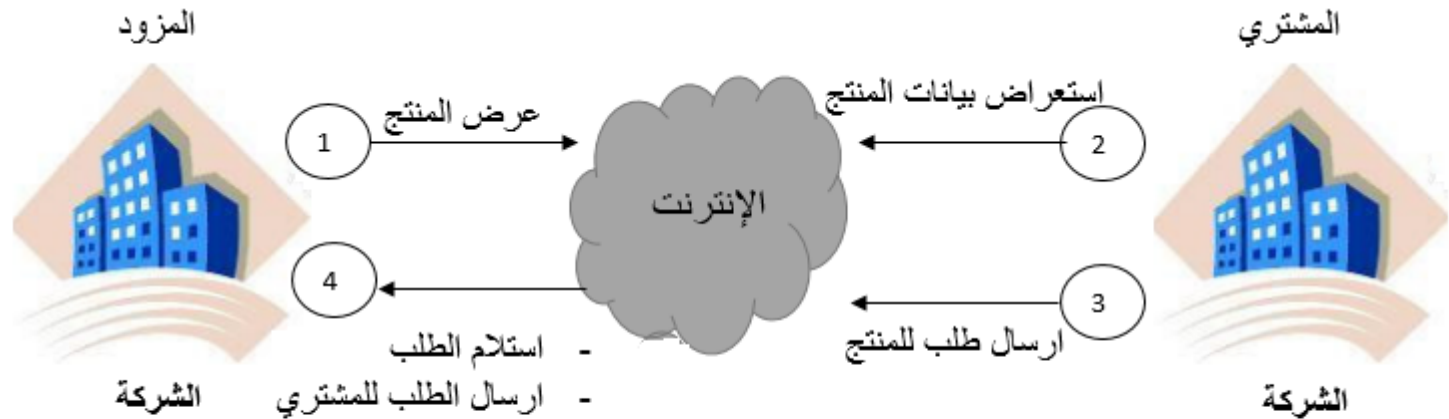 المشتري
المزود
استعراض بيانات المنتج
عرض المنتج
2
1
الإنترنت
4
3
ارسال طلب للمنتج
- استلام الطلب
- ارسال الطلب للمشتري
الشركة
الشركة